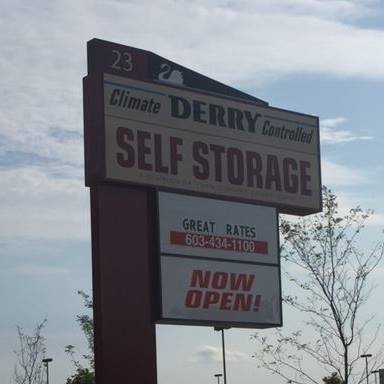 23
Climate DERRY Controlled
SELF STORAGE
GREAT RATES
603-434-1100
NOW
OPEN!